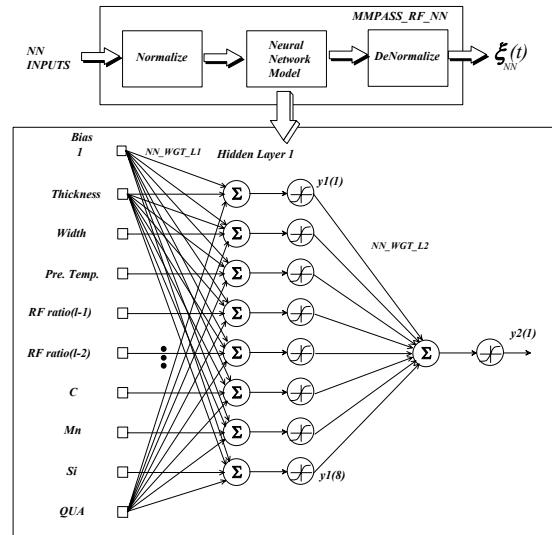 MMPASS_RF_NN
NN
INPUTS
Normalize
Neural
Network
Model
DeNormalize
ξNN(t)
Bias
1
NN_WGT_L1
Hidden Layer 1
Thickness
Σ
y1(1)
Width
Σ
NN_WGT_L2
Pre. Temp.
Σ
RF ratio(l-1)
Σ
y2(1)
RF ratio(l-2)
Σ
Σ
C
Σ
Mn
Σ
Si
Σ
y1(8)
QUA